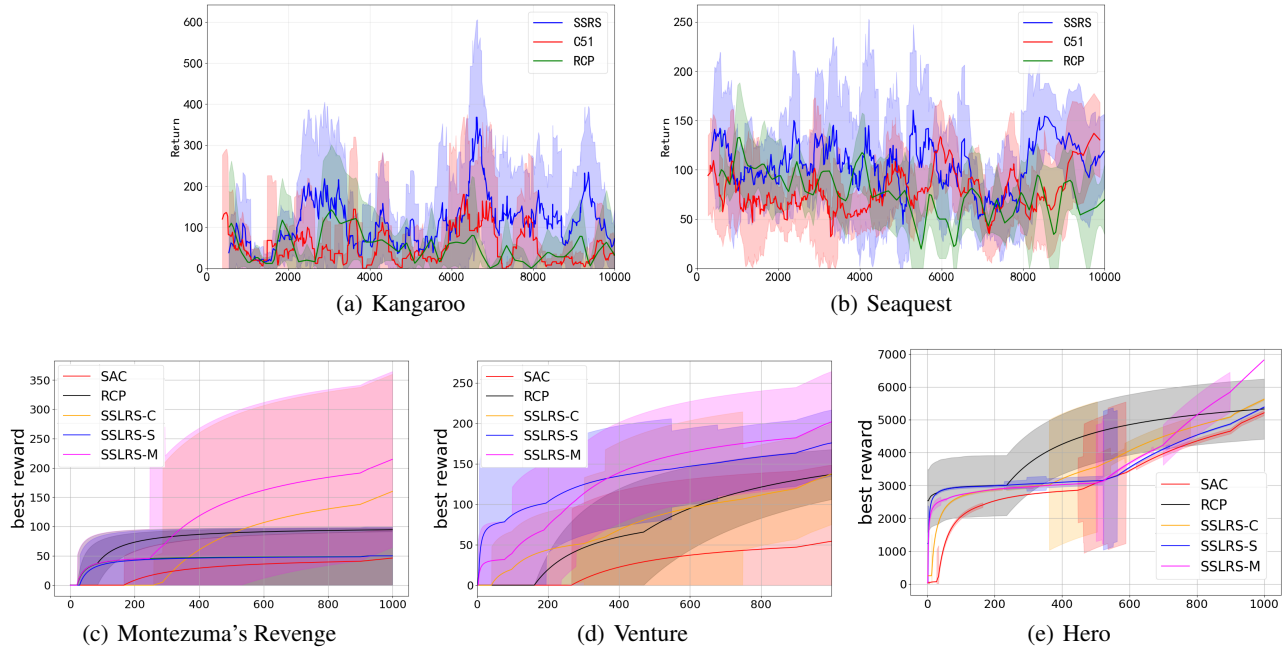 600
500
400
300
200
100
0
Return
SSRS
C51
RCP
0 2000 4000 6000 8000 10000
(a) Kangaroo
250
200
150
100
50
0
Return
SSRS
C51
RCP
0 2000 4000 6000 8000 10000
(b) Seaquest
350
300
250
200
150
100
50
0
best reward
SAC
RCP
SSLRS-C
SSLRS-S
SSLRS-M
0 200 400 600 800 1000
(c) Montezuma's Revenge
250
200
150
100
50
0
best reward
SAC
RCP
SSLRS-C
SSLRS-S
SSLRS-M
0 200 400 600 800
(d) Venture
7000
6000
5000
4000
3000
2000
1000
0
best reward
SAC
RCP
SSLRS-C
SSLRS-S
SSLRS-M
0 200 400 600 800 1000
(e) Hero